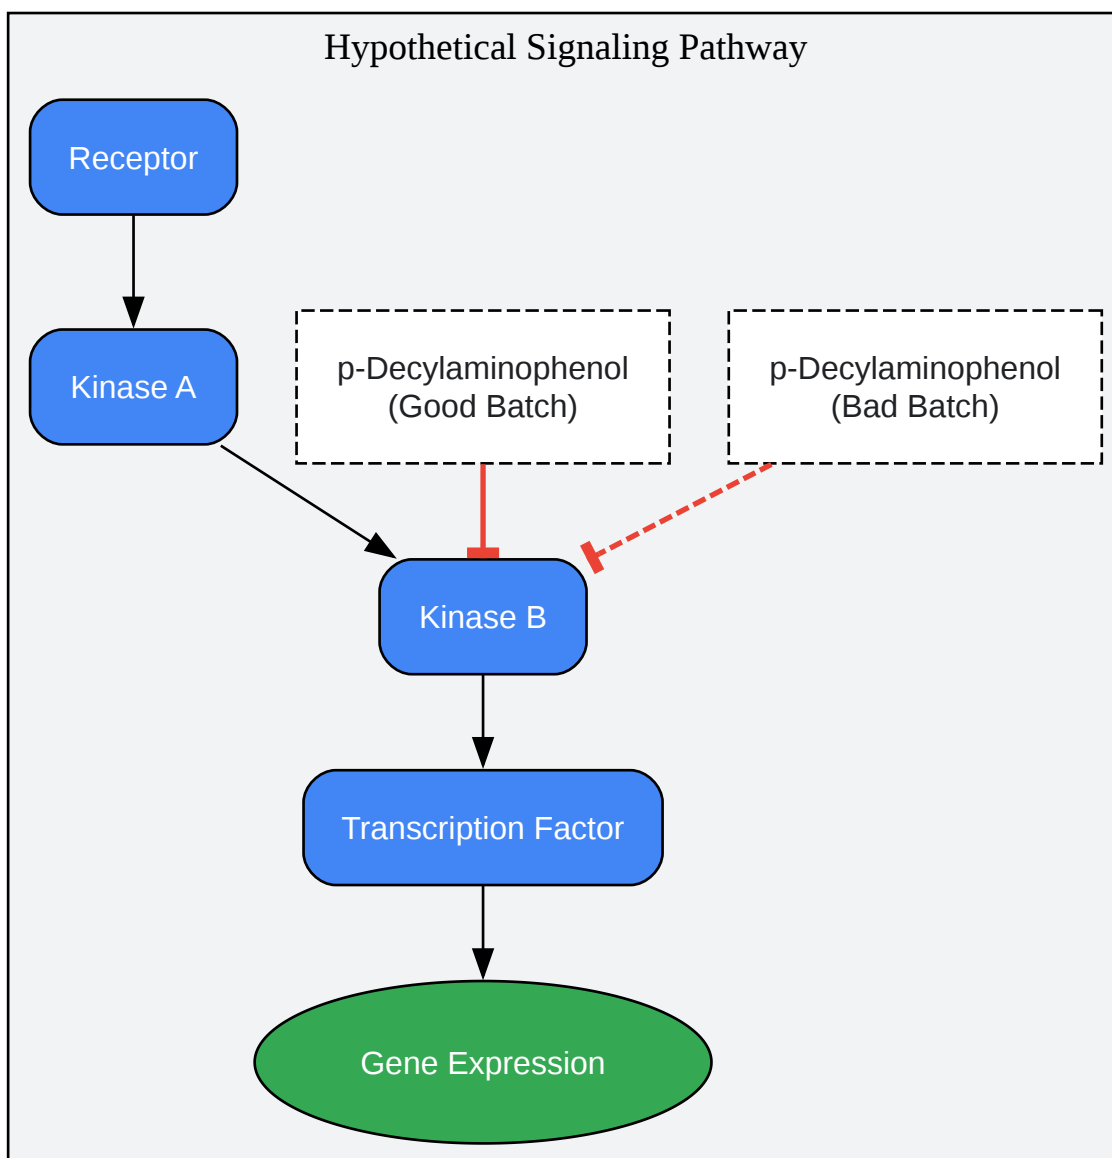 Hypothetical Signaling Pathway
Receptor
Kinase A
p-Decylaminophenol
(Good Batch)
p-Decylaminophenol
(Bad Batch)
Kinase B
Transcription Factor
Gene Expression